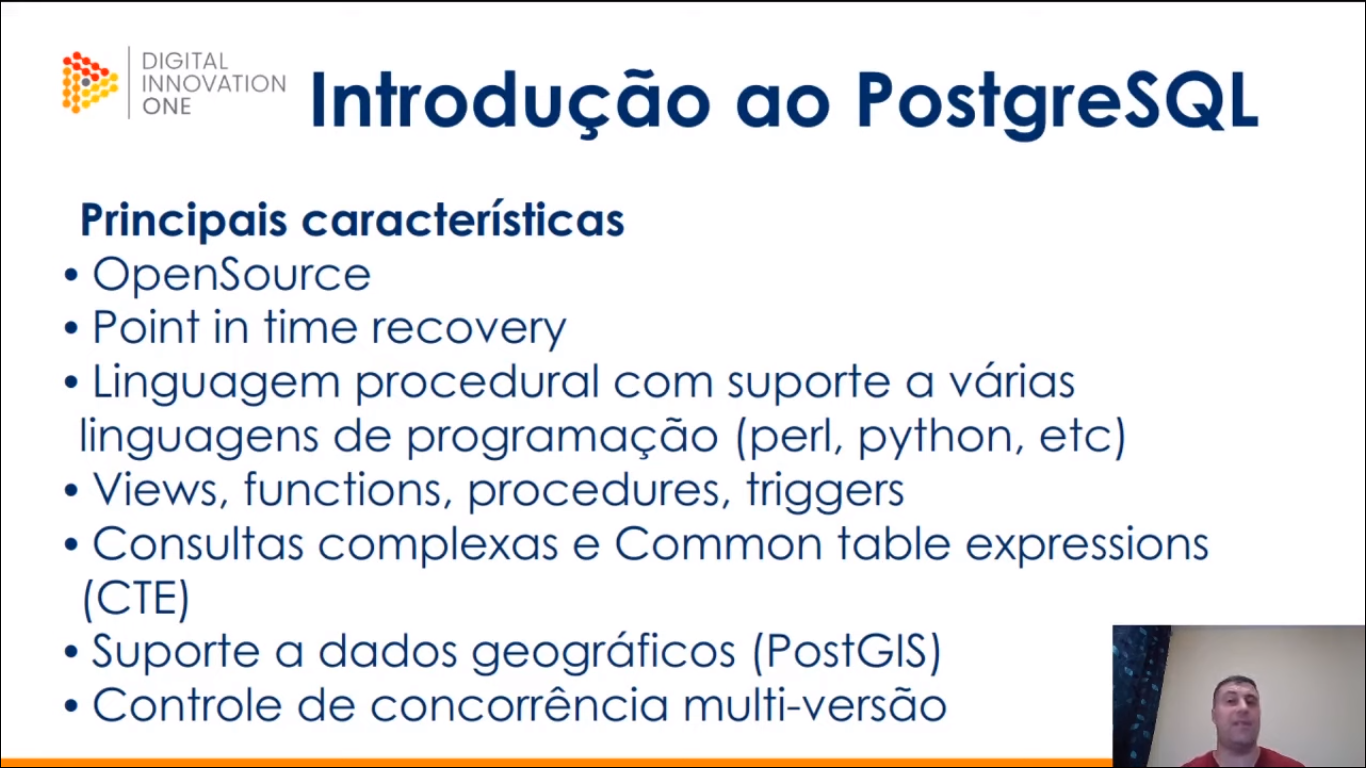 DIGITAL
INNOVATION
ONE
Introdução ao PostgreSQL
Principais características
• OpenSource
• Point in time recovery
• Linguagem procedural com suporte a várias
linguagens de programação (perl, python, etc)
• Views, functions, procedures, triggers
• Consultas complexas e Common table expressions
(CTE)
• Suporte a dados geográficos (PostGIS)
• Controle de concorrência multi-versão